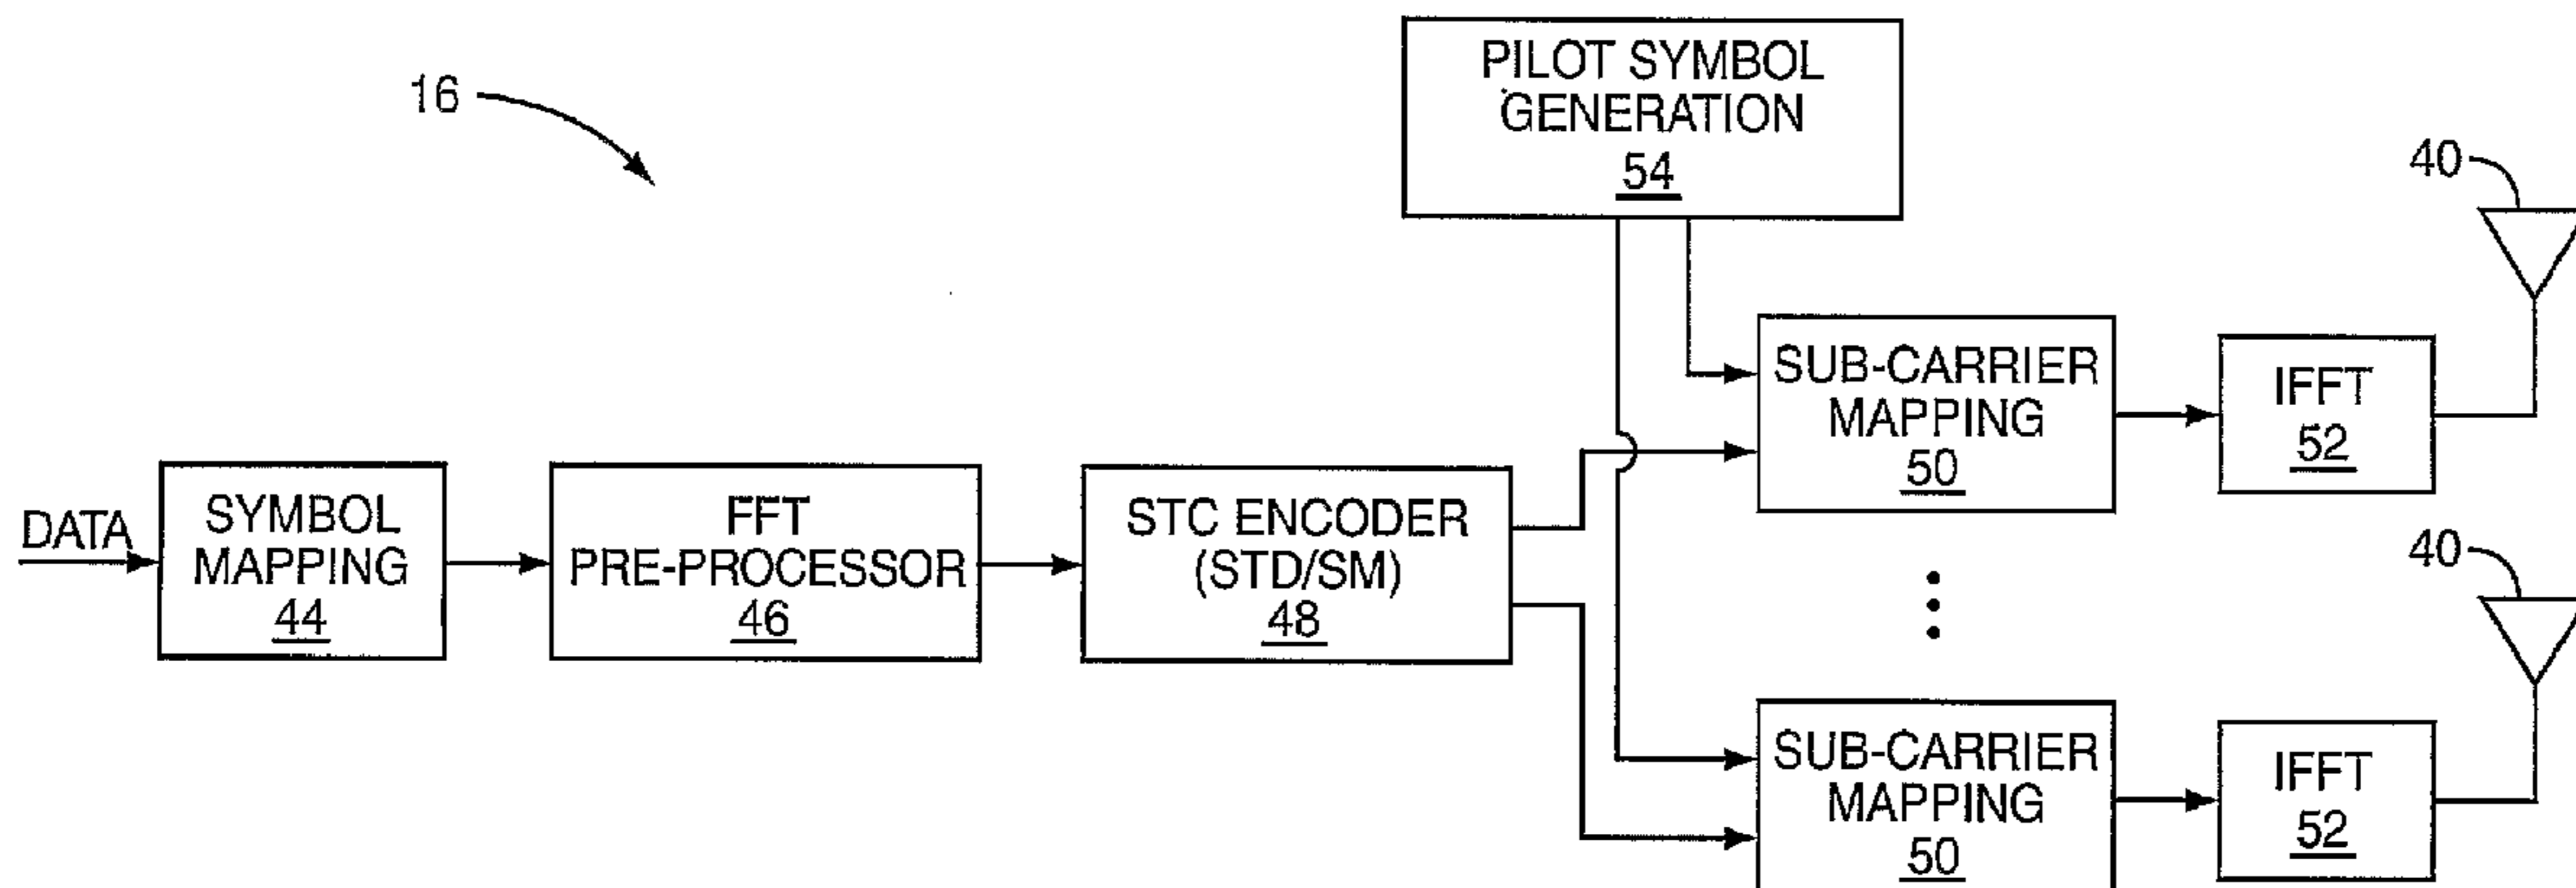 16
PILOT SYMBOL
GENERATION
54
40
SUB-CARRIER
MAPPING
50
IFFT
52
DATA
SYMBOL
MAPPING
44
FFT
PRE-PROCESSOR
46
STC ENCODER
(STD/SM)
48
40
SUB-CARRIER
MAPPING
50
IFFT
52